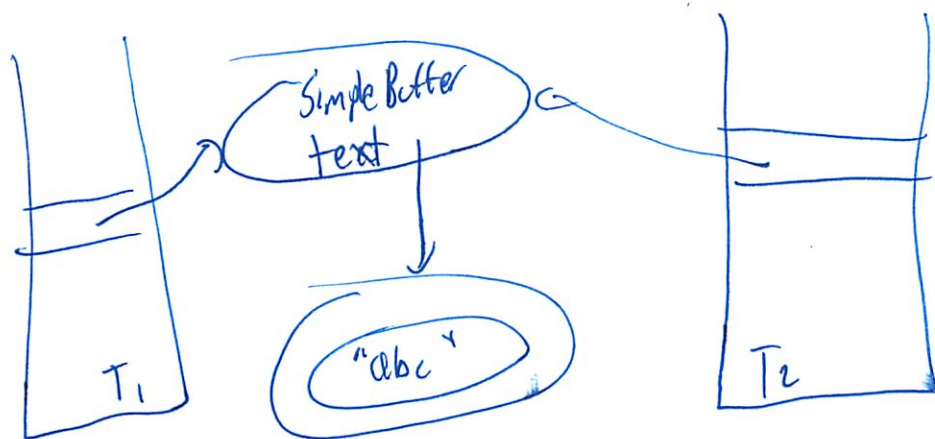 SimpleBuffer
text
"abc"
T1
T2